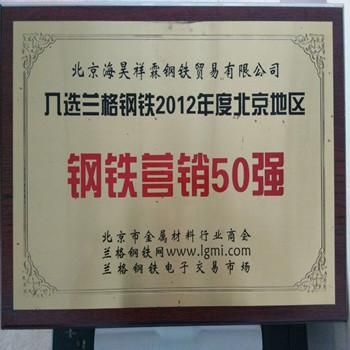 北京海昊祥霖钢铁贸易有限公司
入选兰格钢铁2012年度北京地区
钢铁营销50强
北京市金属材料行业商会
兰格钢铁网www.lgmi.com
兰格钢铁电子交易市场